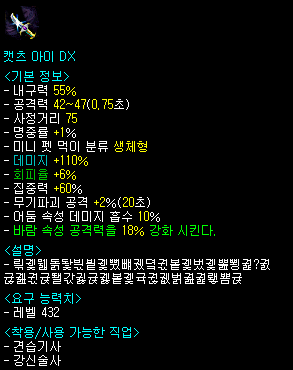 캣츠 아이 DX
<기본 정보>
- 내구력 55%
- 공격력 42~47(0.75초)
- 사정거리 75
- 명중률 +1%
- 미니 펫 먹이 분류 생체형
- 데미지 +110%
- 회피율 +6%
- 집중력 +60%
- 무기파괴 공격 +2%(20초)
- 어둠 속성 데미지 흡수 10%
- 바람 속성 공격력을 18% 강화 시킨다.
<설명>
<요구 능력치>
- 레벨 432
<착용/사용 가능한 직업>
- 견습기사
- 강신술사